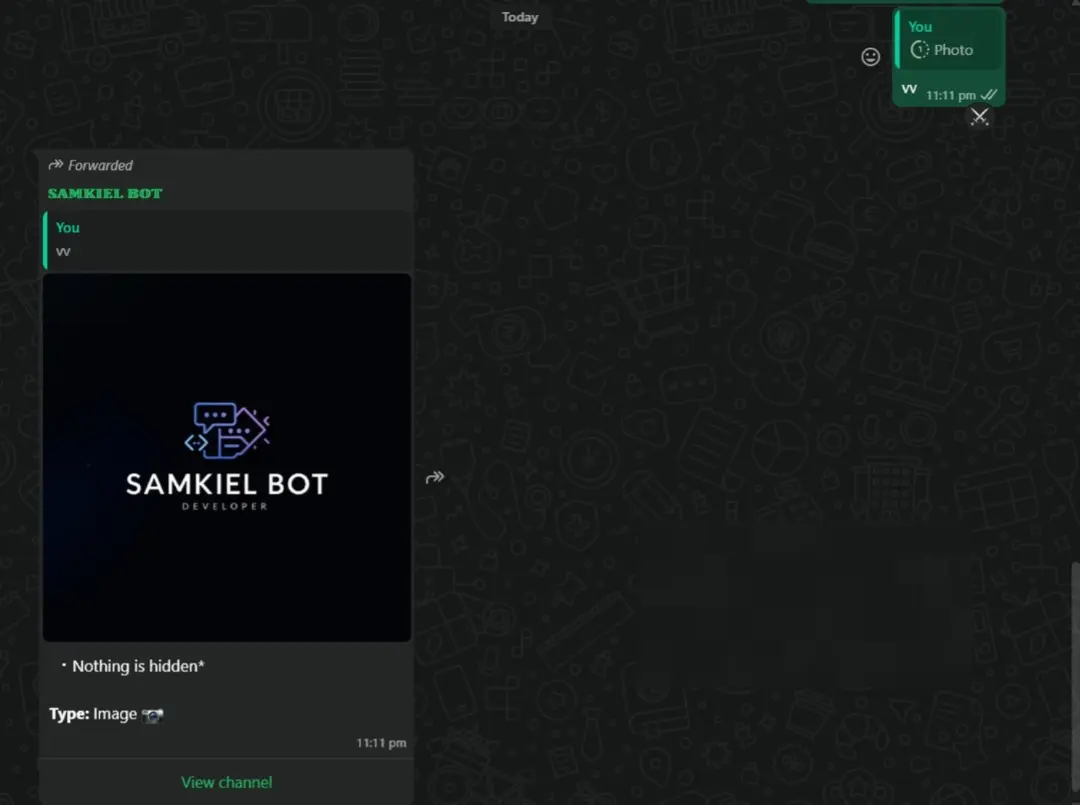 Today
You
Photo
vv 11:11 pm
Forwarded
SAMKIEL BOT
You
vv
SAMKIEL BOT
DEVELOPER
· Nothing is hidden*
Type: Image
11:11 pm
View channel